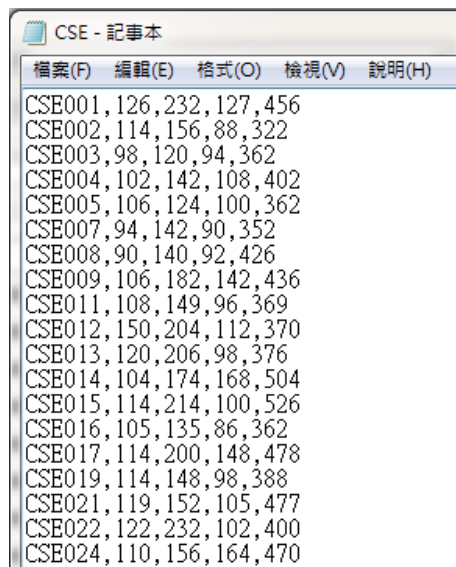 CSE - 記事本
檔案(F) 編輯(E) 格式(O) 檢視(V) 說明(H)
CSE001,126,232,127,456
CSE002,114,156,88,322
CSE003,98,120,94,362
CSE004,102,142,108,402
CSE005,106,124,100,362
CSE007,94,142,90,352
CSE008,90,140,92,426
CSE009,106,182,142,436
CSE011,108,149,96,369
CSE012,150,204,112,370
CSE013,120,206,98,376
CSE014,104,174,168,504
CSE015,114,214,100,526
CSE016,105,135,86,362
CSE017,114,200,148,478
CSE019,114,148,98,388
CSE021,119,152,105,477
CSE022,122,232,102,400
CSE024,110,156,164,470